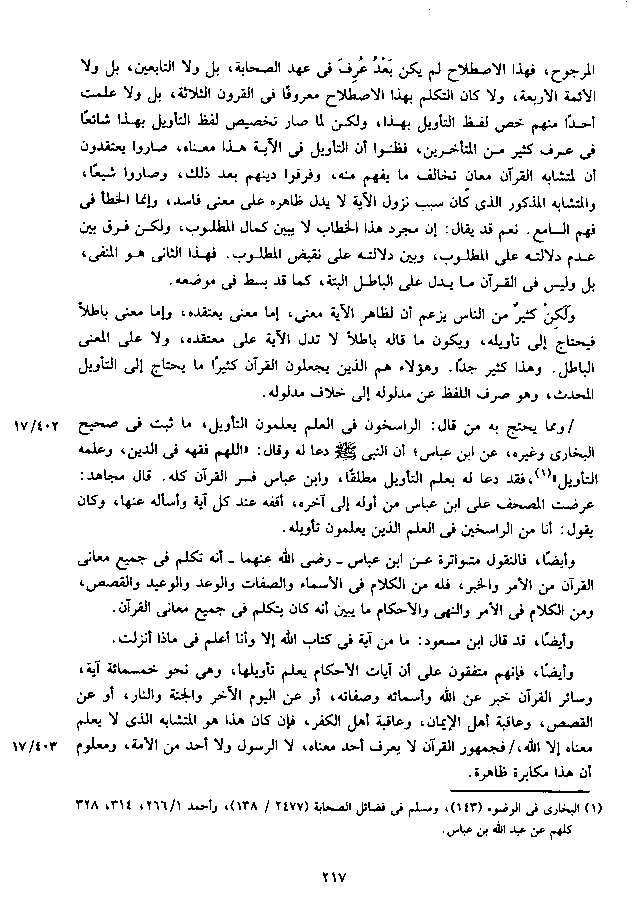 المرجوح، فهذا الاصطلاح لم يكن بَعْدُ عُرِفَ فى عهد الصحابة، بل ولا التابعين، بل ولا
الأئمة الأربعة، ولا كان التكلم بهذا الاصطلاح معروفًا فى القرون الثلاثة، بل ولا علمت
أحدًا منهم خص لفظ التأويل بهذا، ولكن لما صار تخصيص لفظ التأويل بهذا شائعًا
فى عرف كثير من المتأخرين، فظنوا أن التأويل فى الآية هذا معناه، صاروا يعتقدون
أن لمتشابه القرآن معانى تخالف ما يفهم منه، وفرقوا دينهم بعد ذلك، وصاروا شيعًا،
والمتشابه المذكور الذى كان سبب نزول الآية لا يدل ظاهره على معنى فاسد، وإنما الخطأ فى
فهم السامع. نعم قد يقال: إن مجرد هذا الخطاب لا يبين كمال المطلوب، ولكن فرق بين
عدم دلالته على المطلوب، وبين دلالته على نقيض المطلوب. فهذا الثانى هو المنفى،
بل وليس فى القرآن ما يدل على الباطل البتة، كما قد بسط فى موضعه.
ولكنْ كثيرٌ من الناس يزعم أن لظاهر الآية معنى، إما معنى يعتقده، وإما معنى باطلاً
فيحتاج إلى تأويله، ويكون ما قاله باطلاً لا تدل الآية على معتقده، ولا على المعنى
الباطل. وهذا كثير جدًا. وهؤلاء هم الذين يجعلون القرآن كثيرًا ما يحتاج إلى التأويل
المحدث، وهو صرف اللفظ عن مدلوله إلى خلاف مدلوله.
١٧/٤٠٢ / ومما يحتج به من قال: الراسخون فى العلم يعلمون التأويل، ما ثبت فى صحيح
البخارى وغيره، عن ابن عباس؛ أن النبى ﷺ دعا له وقال: «اللهم فقهه فى الدين، وعلمه
التأويل»(١)، فقد دعا له بعلم التأويل مطلقًا، وابن عباس فسر القرآن كله. قال مجاهد:
عرضت المصحف على ابن عباس من أوله إلى آخره، أقفه عند كل آية وأسأله عنها، وكان
يقول: أنا من الراسخين فى العلم الذين يعلمون تأويله.
وأيضًا، فالنقول متواترة عن ابن عباس ـ رضى الله عنهما ـ أنه تكلم فى جميع معانى
القرآن من الأمر والخبر، فله من الكلام فى الأسماء والصفات والوعد والوعيد والقصص،
ومن الكلام فى الأمر والنهى والأحكام ما يبين أنه كان يتكلم فى جميع معانى القرآن.
وأيضًا، قد قال ابن مسعود: ما من آية فى كتاب الله إلا وأنا أعلم فى ماذا أنزلت.
وأيضًا، فإنهم متفقون على أن آيات الأحكام يعلم تأويلها، وهى نحو خمسمائة آية،
وسائر القرآن خبر عن الله وأسمائه وصفاته، أو عن اليوم الآخر والجنة والنار، أو عن
القصص، وعاقبة أهل الإيمان، وعاقبة أهل الكفر، فإن كان هذا هو المتشابه الذى لا يعلم
١٧/٤٠٣ معناه إلا الله، / فجمهور القرآن لا يعرف أحد معناه، لا الرسول ولا أحد من الأمة، ومعلوم
أن هذا مكابرة ظاهرة.
(١) البخارى فى الوضوء (١٤٣)، ومسلم فى فضائل الصحابة (٢٤٧٧ / ١٣٨)، وأحمد ٢٦٦/١، ٣١٤، ٣٢٨
كلهم عن عبد الله بن عباس.
٢١٧